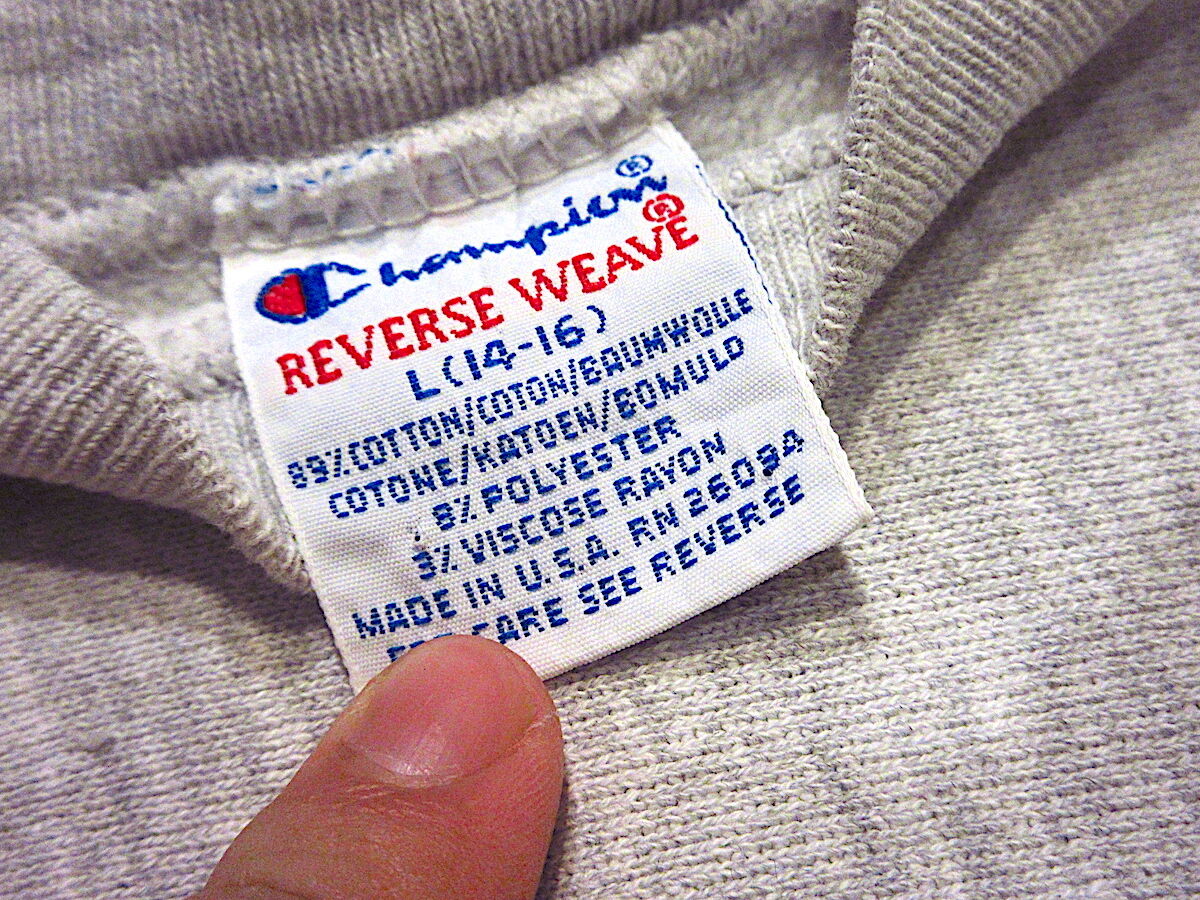 Champion®
REVERSE WEAVE®
L(14-16)
89%COTTON/COTON/BAUMWOLLE
COTONE/KATOEN/BOMULD
8%POLYESTER
3%VISCOSE RAYON
MADE IN U.S.A. RN 26094
CARE SEE REVERSE